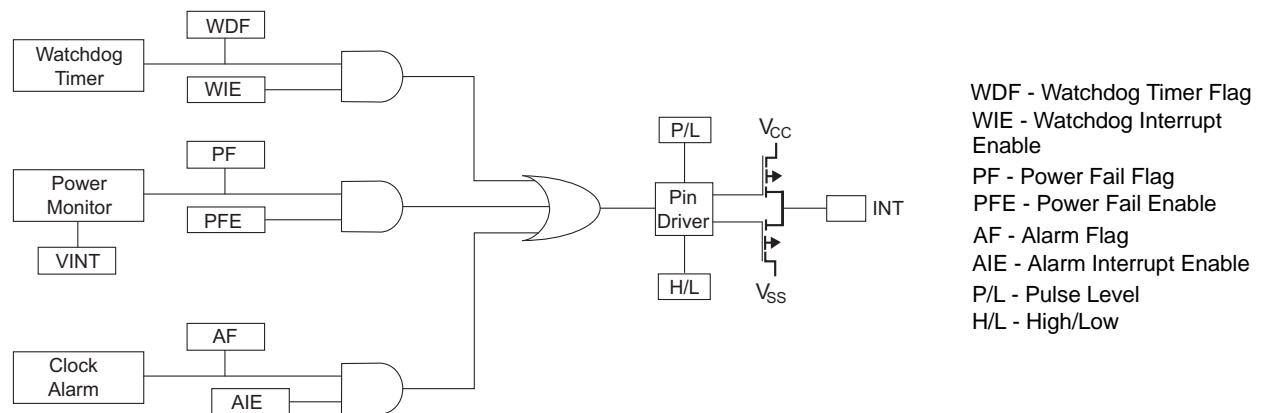 WDF
Watchdog
Timer
WIE
P/L
VCC
PF
Power
Monitor
PFE
VINT
Pin
Driver
INT
H/L
VSS
AF
Clock
Alarm
AIE
WDF - Watchdog Timer Flag
WIE - Watchdog Interrupt
Enable
PF - Power Fail Flag
PFE - Power Fail Enable
AF - Alarm Flag
AIE - Alarm Interrupt Enable
P/L - Pulse Level
H/L - High/Low